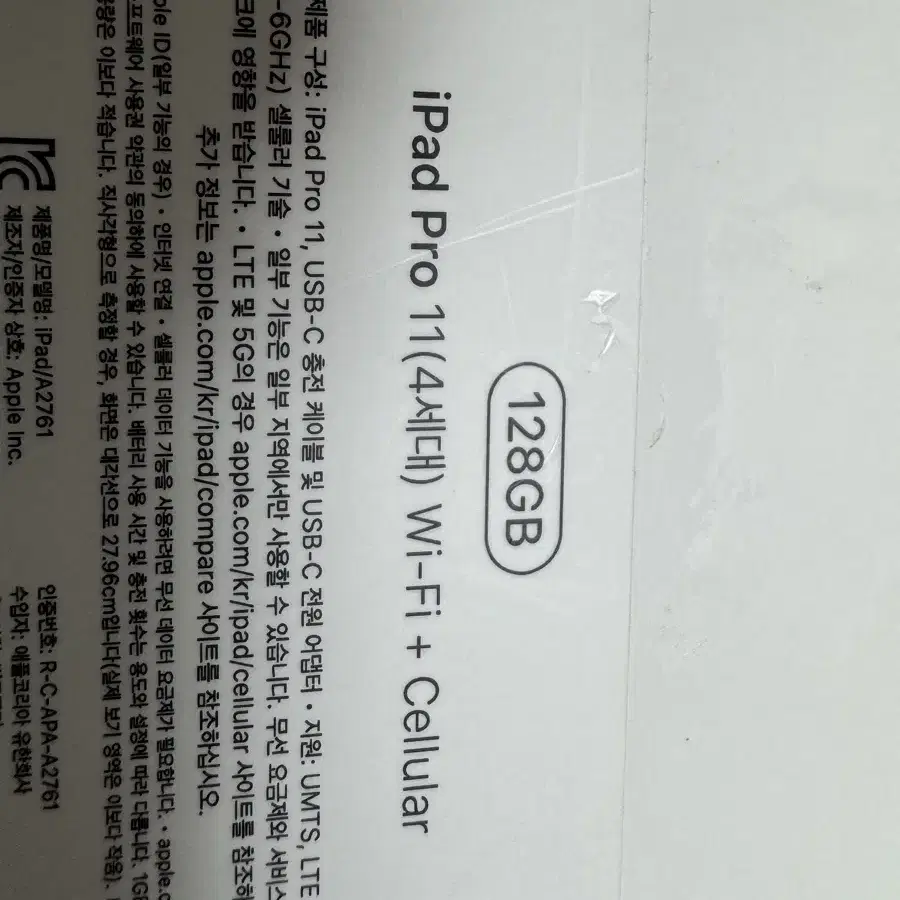 128GB
iPad Pro 11(4세대) Wi-Fi + Cellular
제품 구성: iPad Pro 11, USB-C 충전 케이블 및 USB-C 전원 어댑터 • 지원: UMTS, LTE
-6GHz) 셀룰러 기술 • 일부 기능은 일부 지역에서만 사용할 수 있습니다. 무선 요금제와 서비스
크에 영향을 받습니다. • LTE 및 5G의 경우 apple.com/kr/ipad/cellular 사이트를 참조하
추가 정보는 apple.com/kr/ipad/compare 사이트를 참조하십시오.
ple ID(일부 기능의 경우) • 인터넷 연결 • 셀룰러 데이터 기능을 사용하려면 무선 데이터 요금제가 필요합니다. • apple.c
소프트웨어 사용권 약관의 동의하에 사용할 수 있습니다. 배터리 사용 시간 및 충전 횟수는 용도와 설정에 따라 다릅니다. 1GB
용량은 이보다 적습니다. 직사각형으로 측정할 경우, 화면은 대각선으로 27.96cm입니다(실제 보기 영역은 이보다 작음).
제품명/모델명: iPad/A2761
인증번호: R-C-APA-A2761
제조자/인증자 상호: Apple Inc.
수입자: 애플코리아 유한회사